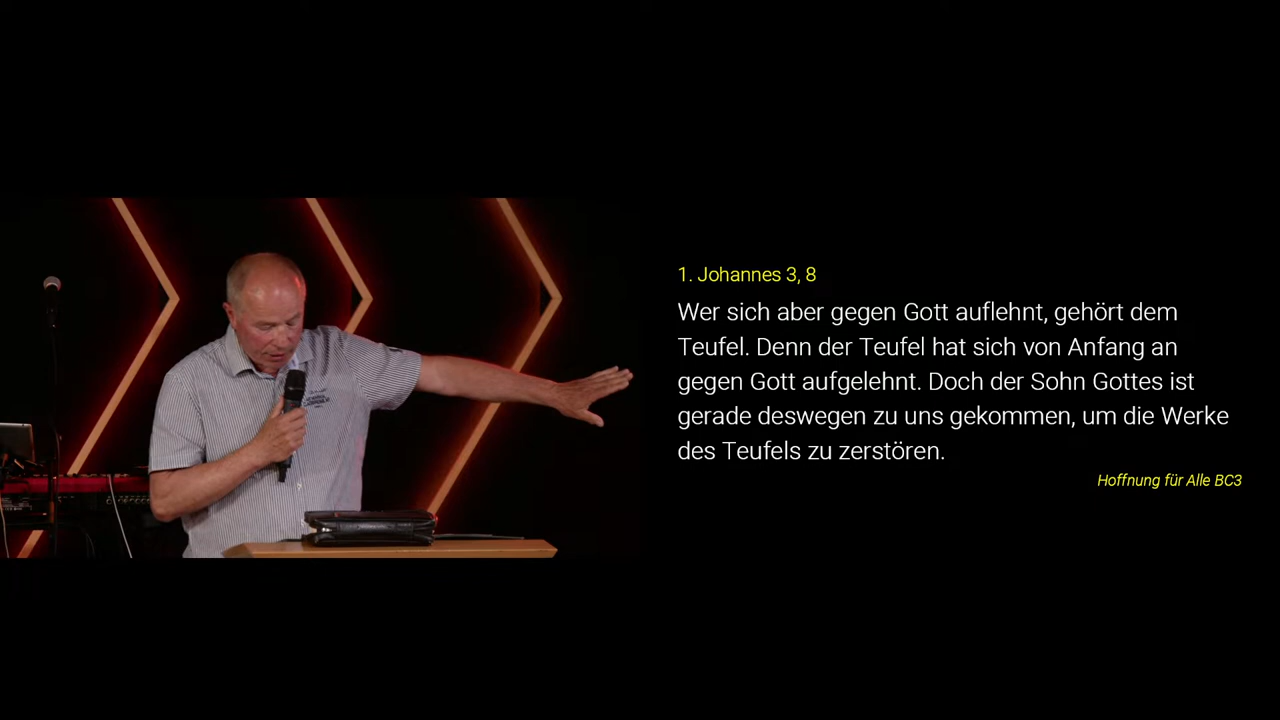 1. Johannes 3, 8
Wer sich aber gegen Gott auflehnt, gehört dem
Teufel. Denn der Teufel hat sich von Anfang an
gegen Gott aufgelehnt. Doch der Sohn Gottes ist
gerade deswegen zu uns gekommen, um die Werke
des Teufels zu zerstören.
Hoffnung für Alle BC3